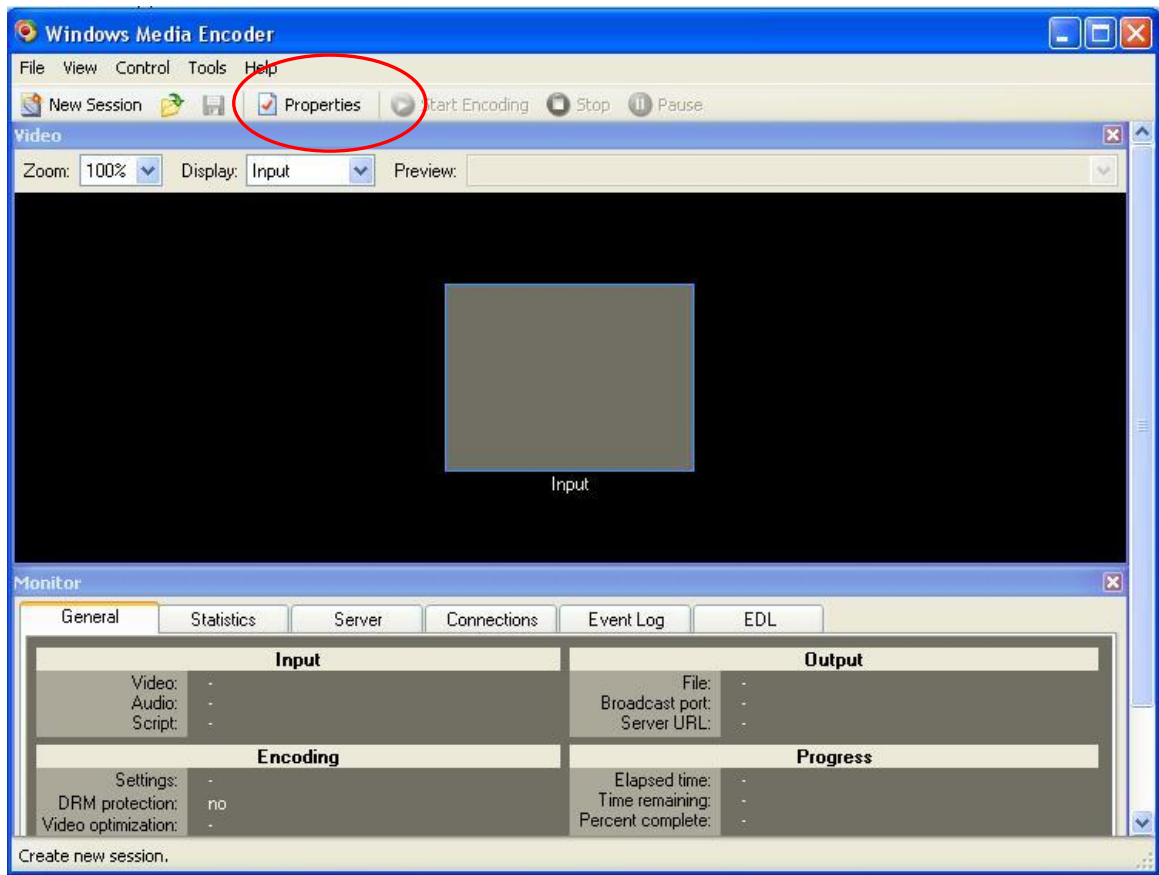 Windows Media Encoder
File View Control Tools Help
New Session Properties Start Encoding Stop Pause
Video
Zoom: 100% Display: Input Preview:
Input
Monitor
General Statistics Server Connections Event Log EDL
Input Output
Video: - File: -
Audio: - Broadcast port: -
Script: - Server URL: -
Encoding Progress
Settings: - Elapsed time: -
DRM protection: no Time remaining: -
Video optimization: - Percent complete: -
Create new session.